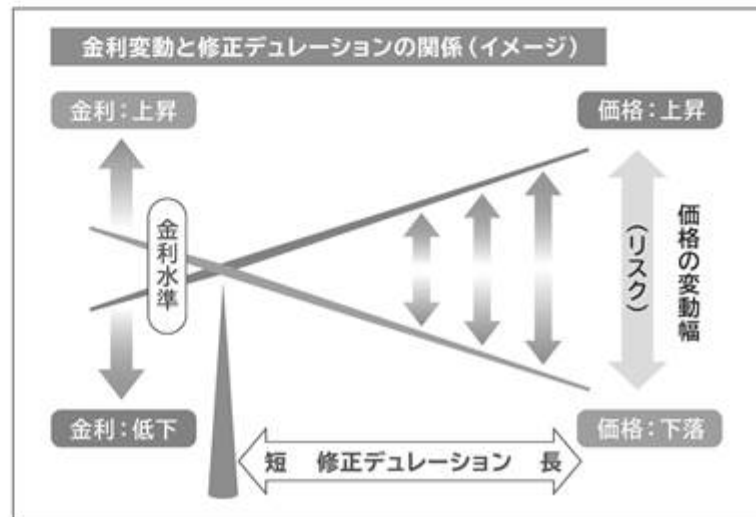 金利変動と修正デュレーションの関係（イメージ）
金利：上昇
価格：上昇
金利水準
価格の変動幅
（リスク）
金利：低下
価格：下落
短 修正デュレーション 長